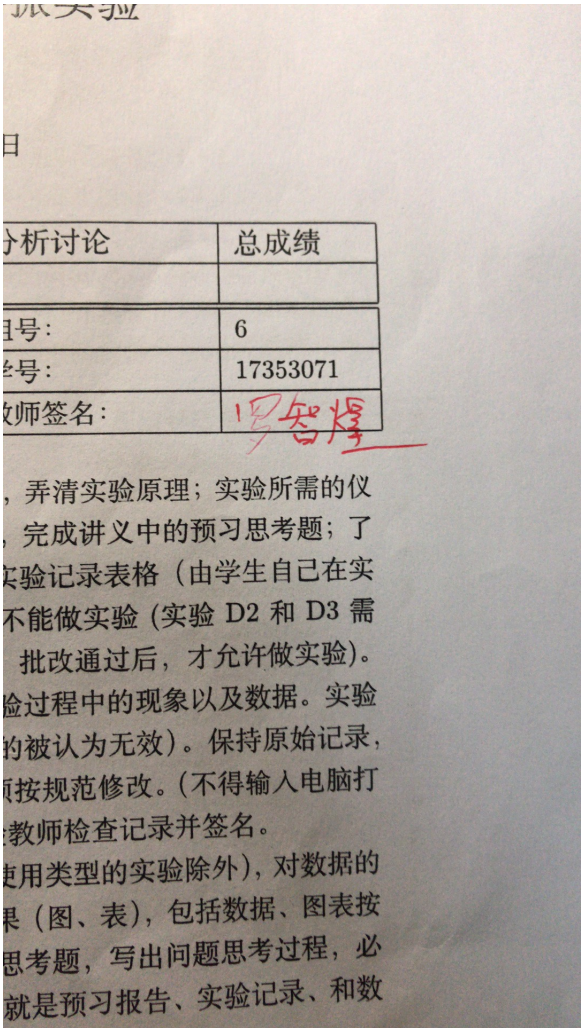 振实验
日
分析讨论 总成绩
组号： 6
学号： 17353071
教师签名： 罗智煌
，弄清实验原理；实验所需的仪
，完成讲义中的预习思考题；了
实验记录表格（由学生自己在实
不能做实验 (实验 D2 和 D3 需
批改通过后，才允许做实验)。
验过程中的现象以及数据。实验
的被认为无效）。保持原始记录，
须按规范修改。（不得输入电脑打
教师检查记录并签名。
使用类型的实验除外），对数据的
果（图、表），包括数据、图表按
思考题，写出问题思考过程，必
就是预习报告、实验记录、和数